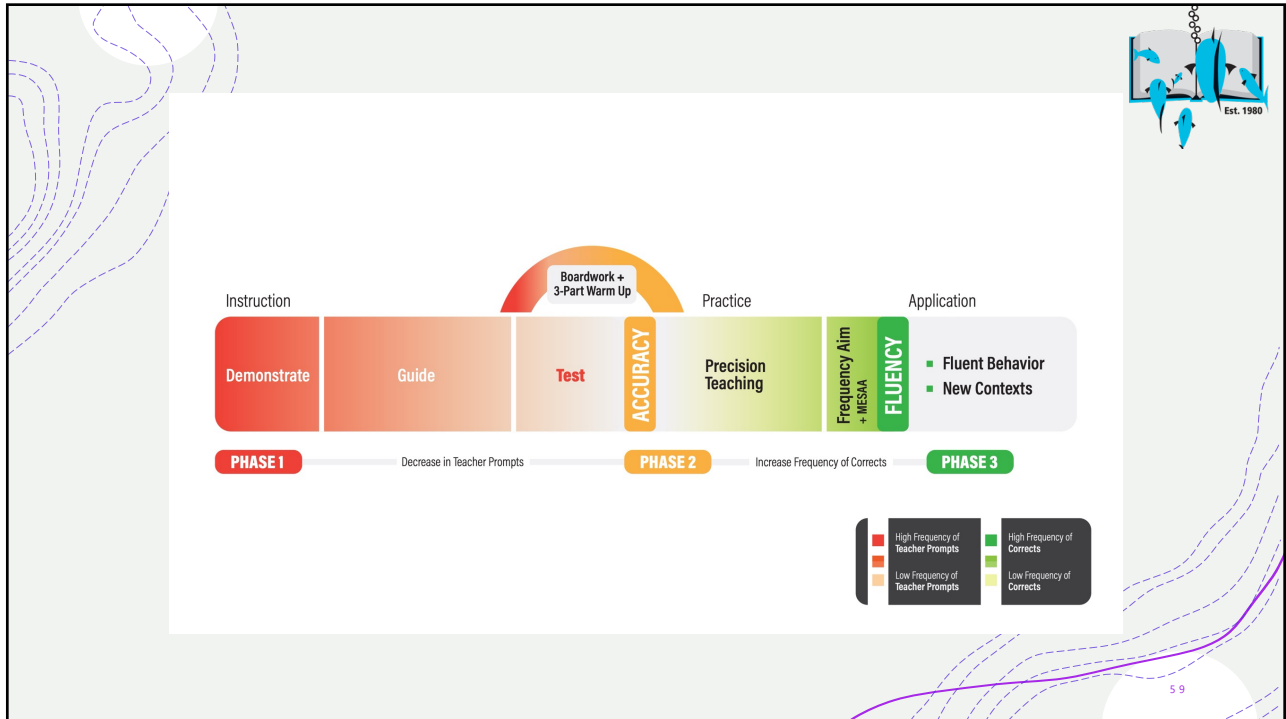 Est. 1980
Boardwork +
3-Part Warm Up
Instruction
Practice
Application
Demonstrate
Guide
Test
ACCURACY
Precision
Teaching
Frequency Aim
+ MESAA
FLUENCY
Fluent Behavior
New Contexts
PHASE 1
Decrease in Teacher Prompts
PHASE 2
Increase Frequency of Corrects
PHASE 3
High Frequency of
Teacher Prompts
Low Frequency of
Teacher Prompts
High Frequency of
Corrects
Low Frequency of
Corrects
59